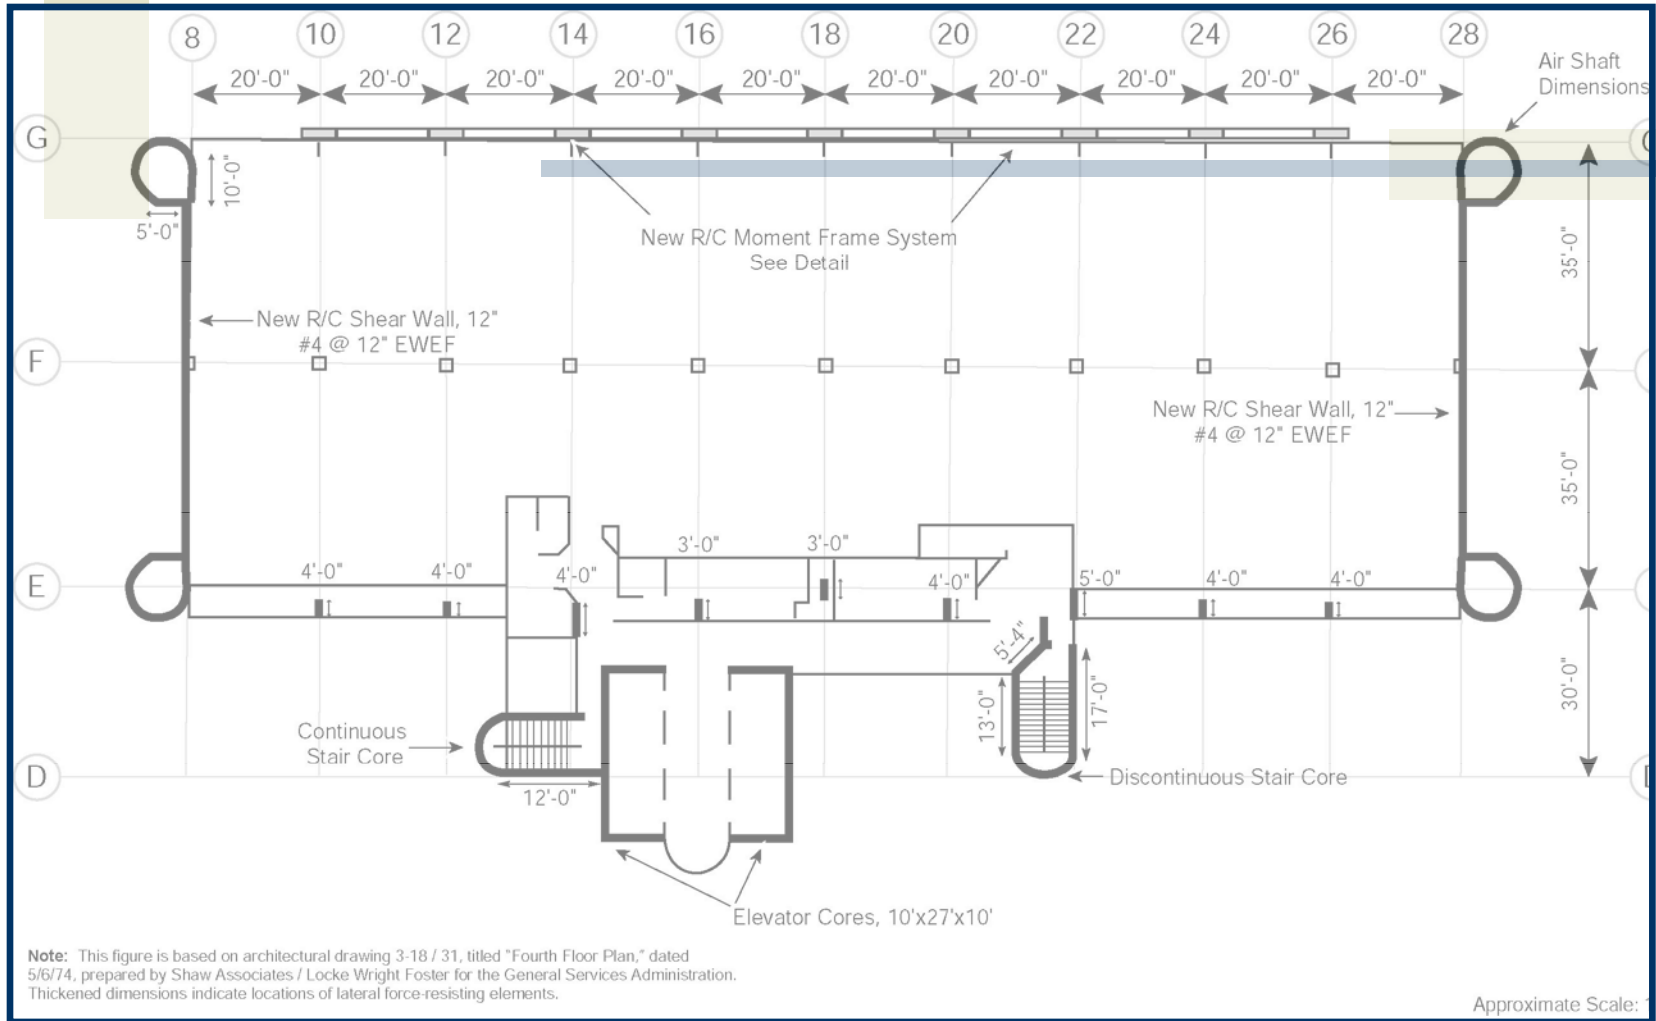 8 10 12 14 16 18 20 22 24 26 28
20'-0" 20'-0" 20'-0" 20'-0" 20'-0" 20'-0" 20'-0" 20'-0" 20'-0" 20'-0"
Air Shaft
Dimensions
G
10'-0"
5'-0"
35'-0"
New R/C Moment Frame System
See Detail
New R/C Shear Wall, 12"
#4 @ 12" EWEF
F
New R/C Shear Wall, 12"
#4 @ 12" EWEF
35'-0"
3'-0" 3'-0"
E
4'-0" 4'-0" 4'-0" 4'-0" 5'-0" 4'-0" 4'-0"
5'-4"
13'-0"
17'-0"
30'-0"
Continuous
Stair Core
D
12'-0"
Discontinuous Stair Core
Elevator Cores, 10'x27'x10'
Note: This figure is based on architectural drawing 3-18 / 31, titled "Fourth Floor Plan," dated
5/6/74, prepared by Shaw Associates / Locke Wright Foster for the General Services Administration.
Thickened dimensions indicate locations of lateral force-resisting elements.
Approximate Scale: